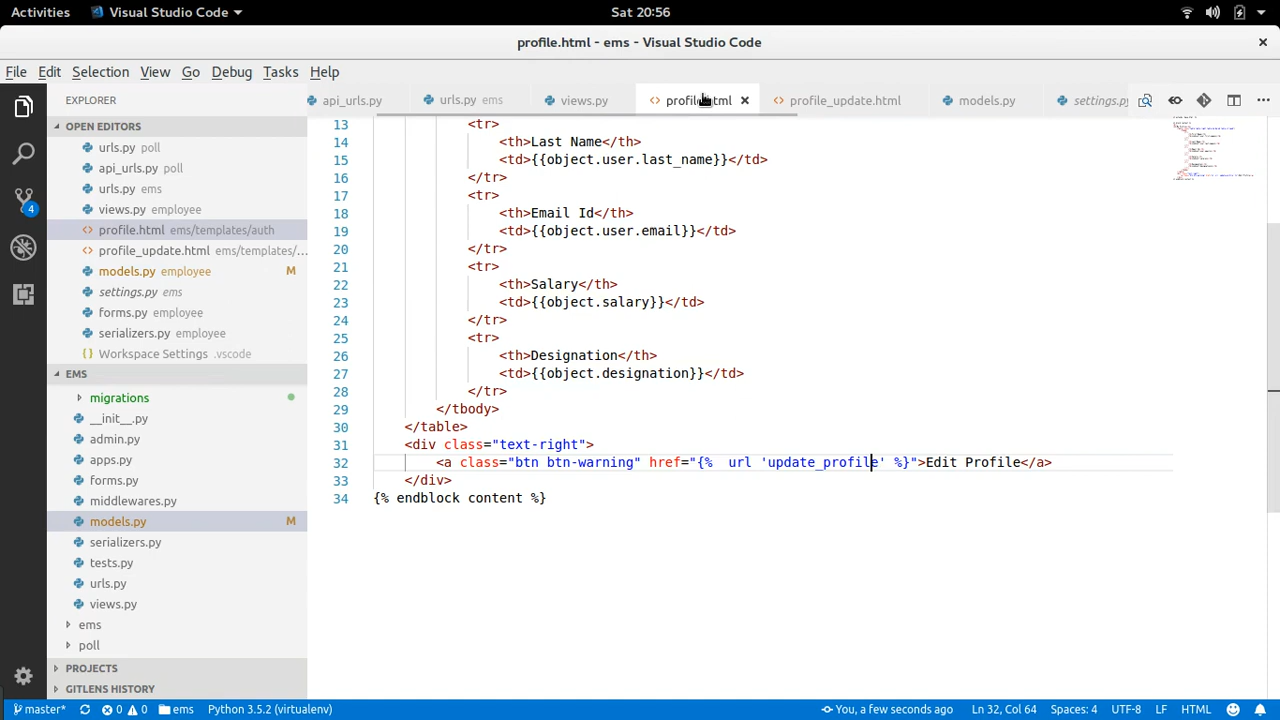 Activities
Visual Studio Code
Sat 20:56
profile.html - ems - Visual Studio Code
File Edit Selection View Go Debug Tasks Help
EXPLORER
api_urls.py
urls.py ems
views.py
profile.html
profile_update.html
models.py
settings.py
OPEN EDITORS
urls.py poll
api_urls.py poll
urls.py ems
views.py employee
profile.html ems/templates/auth
profile_update.html ems/templates/...
models.py employee M
settings.py ems
forms.py employee
serializers.py employee
{} Workspace Settings .vscode
4
EMS
migrations
__init__.py
admin.py
apps.py
forms.py
middlewares.py
models.py M
serializers.py
tests.py
urls.py
views.py
ems
poll
PROJECTS
GITLENS HISTORY
13 <tr>
14 <th>Last Name</th>
15 <td>{{object.user.last_name}}</td>
16 </tr>
17 <tr>
18 <th>Email Id</th>
19 <td>{{object.user.email}}</td>
20 </tr>
21 <tr>
22 <th>Salary</th>
23 <td>{{object.salary}}</td>
24 </tr>
25 <tr>
26 <th>Designation</th>
27 <td>{{object.designation}}</td>
28 </tr>
29 </tbody>
30 </table>
31 <div class="text-right">
32 <a class="btn btn-warning" href="{%  url 'update_profile' %}">Edit Profile</a>
33 </div>
34 {% endblock content %}
master* 0 0 ems Python 3.5.2 (virtualenv) You, a few seconds ago Ln 32, Col 64 Spaces: 4 UTF-8 LF HTML